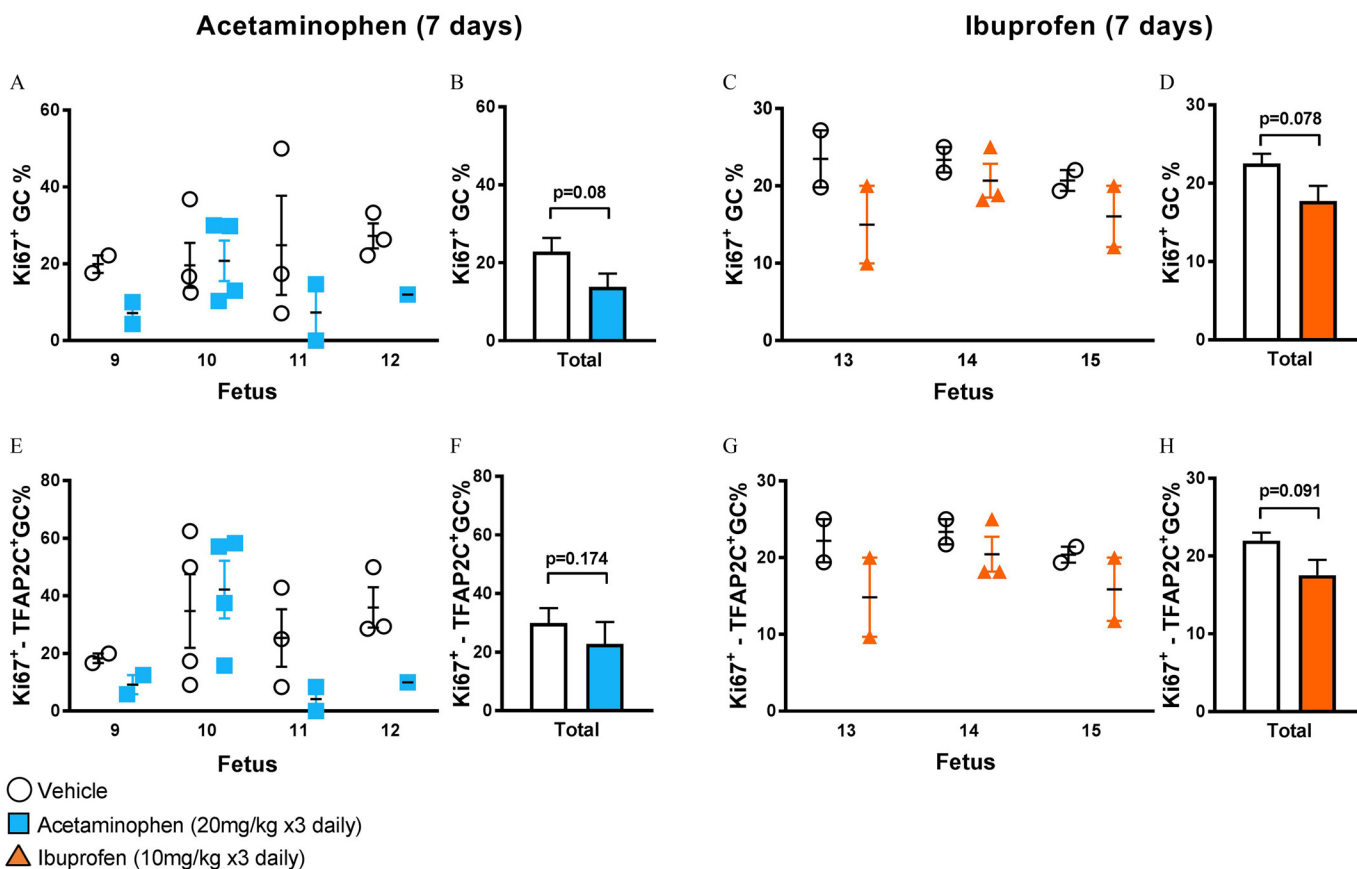 Acetaminophen (7 days)
Ibuprofen (7 days)
A
Ki67+ GC %
60
40
20
0
9
10
11
12
Fetus
B
Ki67+ GC %
60
40
20
0
p=0.08
Total
C
Ki67+ GC %
30
20
10
0
13
14
15
Fetus
D
Ki67+ GC %
30
20
10
0
p=0.078
Total
E
Ki67+ - TFAP2C+GC%
80
60
40
20
0
9
10
11
12
Fetus
F
Ki67+ - TFAP2C+GC%
80
60
40
20
0
p=0.174
Total
G
Ki67+ - TFAP2C+GC%
30
20
10
0
13
14
15
Fetus
H
Ki67+ - TFAP2C+GC%
30
20
10
0
p=0.091
Total
Vehicle
Acetaminophen (20mg/kg x3 daily)
Ibuprofen (10mg/kg x3 daily)